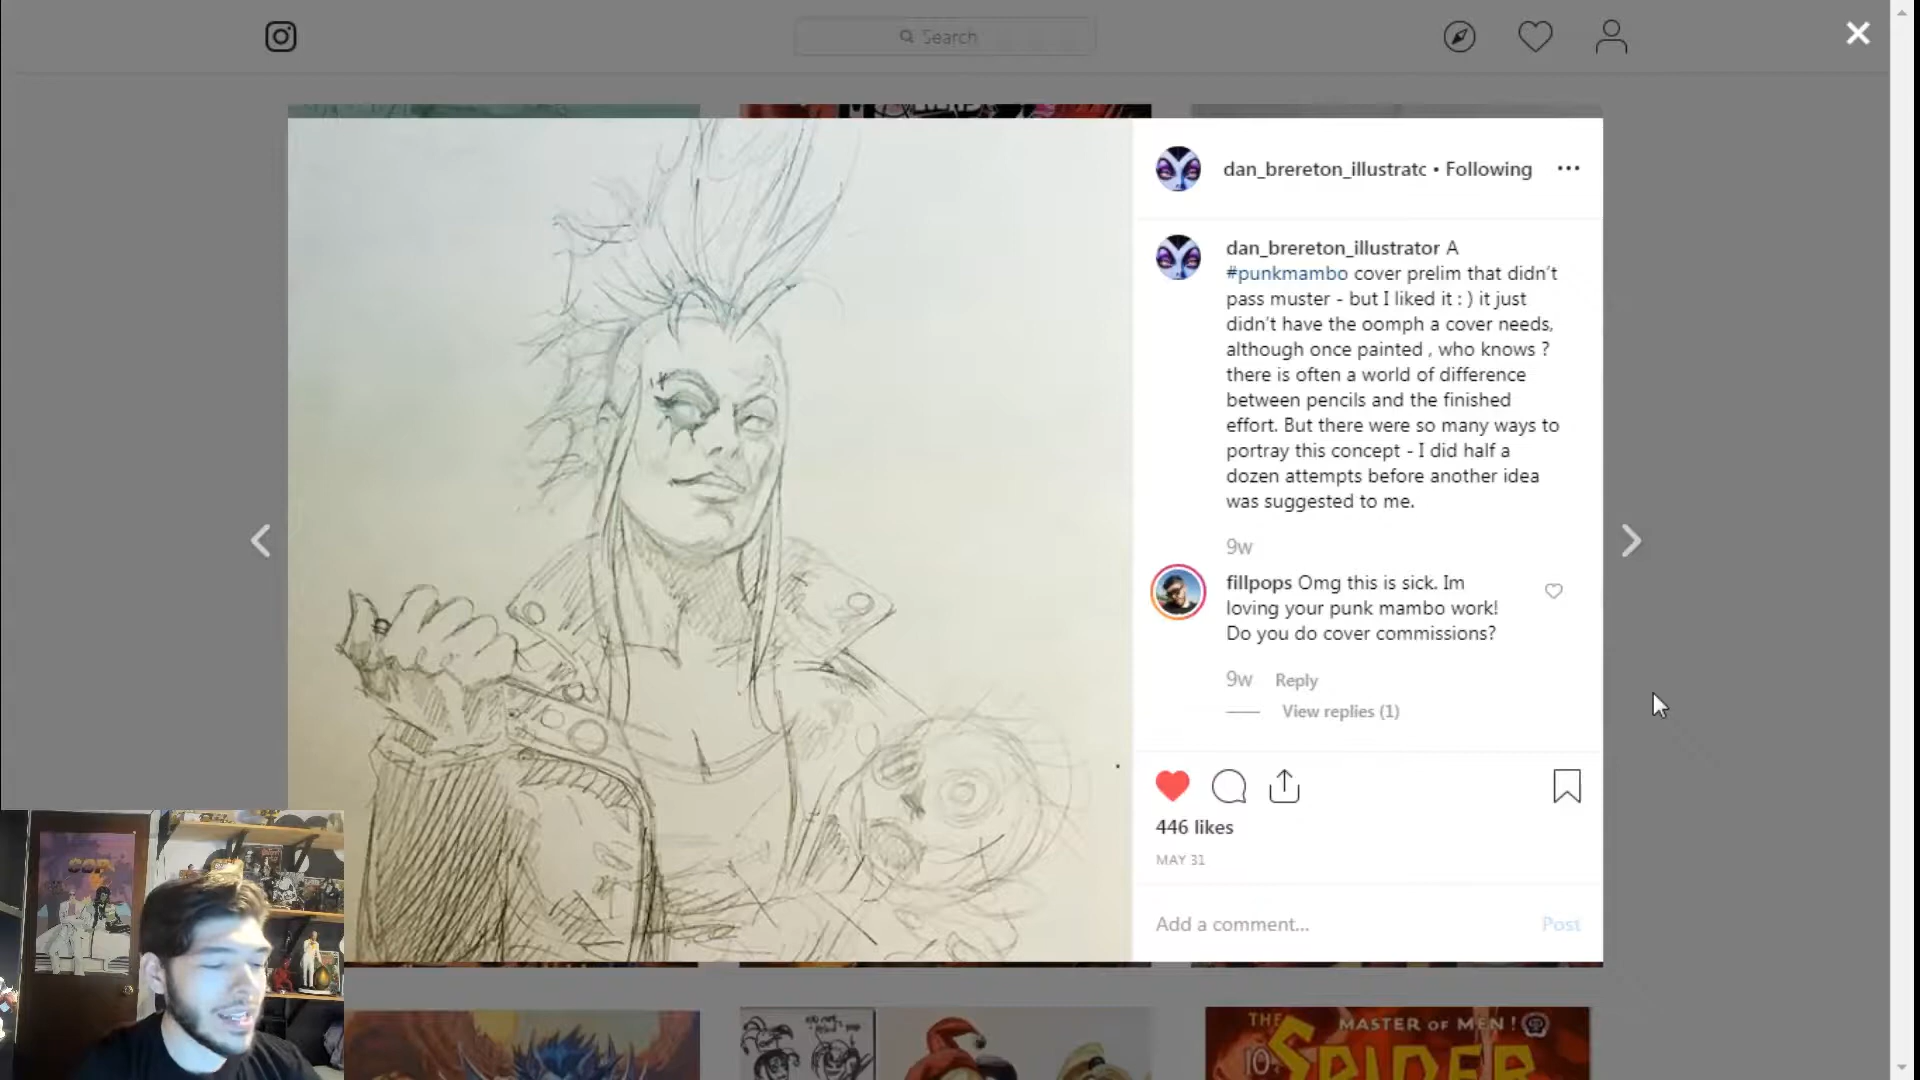 Search
dan_brereton_illustratc • Following
dan_brereton_illustrator A
#punkmambo cover prelim that didn't
pass muster - but I liked it : ) it just
didn't have the oomph a cover needs,
although once painted , who knows ?
there is often a world of difference
between pencils and the finished
effort. But there were so many ways to
portray this concept - I did half a
dozen attempts before another idea
was suggested to me.
9w
fillpops Omg this is sick. Im
loving your punk mambo work!
Do you do cover commissions?
9w Reply
View replies (1)
446 likes
MAY 31
Add a comment... Post
COP
THE MASTER OF MEN!
10¢ SPIDER